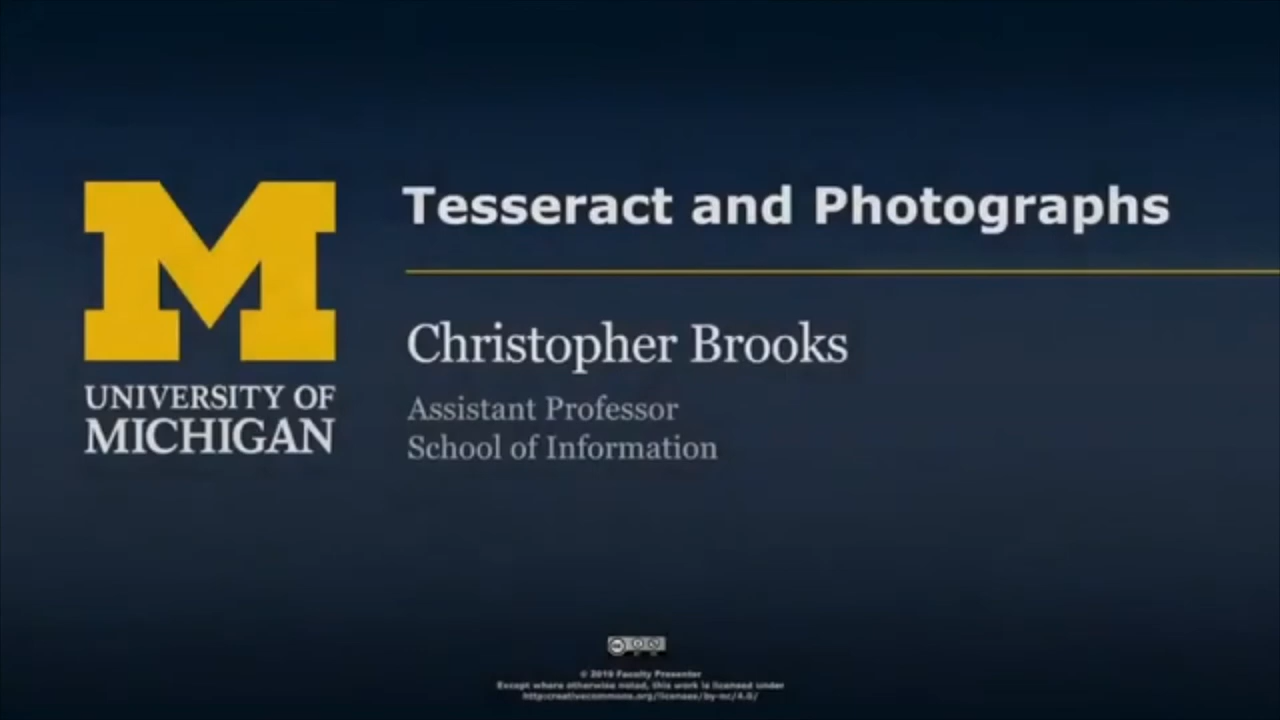 Tesseract and Photographs
Christopher Brooks
Assistant Professor
School of Information
UNIVERSITY OF
MICHIGAN
© 2019 Faculty Presenter
Except where otherwise noted, this work is licensed under
http:creativecommons.org/licenses/by-nc/4.0/